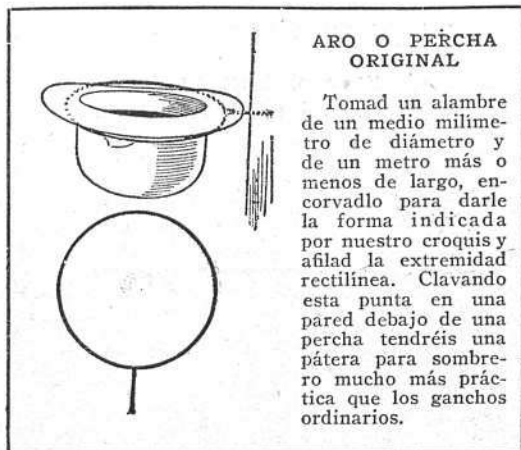 ARO O PERCHA
ORIGINAL
Tomad un alambre
de un medio milíme-
tro de diámetro y
de un metro más o
menos de largo, en-
corvadlo para darle
la forma indicada
por nuestro croquis y
afilad la extremidad
rectilínea. Clavando
esta punta en una
pared debajo de una
percha tendréis una
pátera para sombre-
ro mucho más prác-
tica que los ganchos
ordinarios.